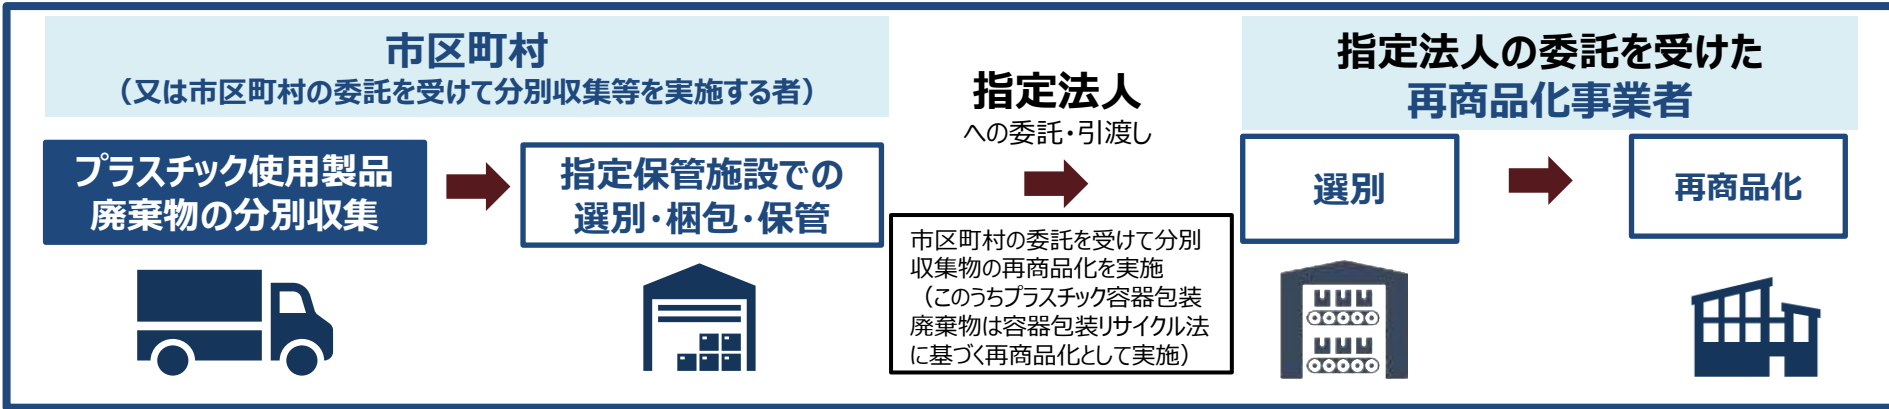 市区町村
（又は市区町村の委託を受けて分別収集等を実施する者）
プラスチック使用製品
廃棄物の分別収集
指定保管施設での
選別・梱包・保管
指定法人
への委託・引渡し
市区町村の委託を受けて分別
収集物の再商品化を実施
（このうちプラスチック容器包装
廃棄物は容器包装リサイクル法
に基づく再商品化として実施）
指定法人の委託を受けた
再商品化事業者
選別
再商品化